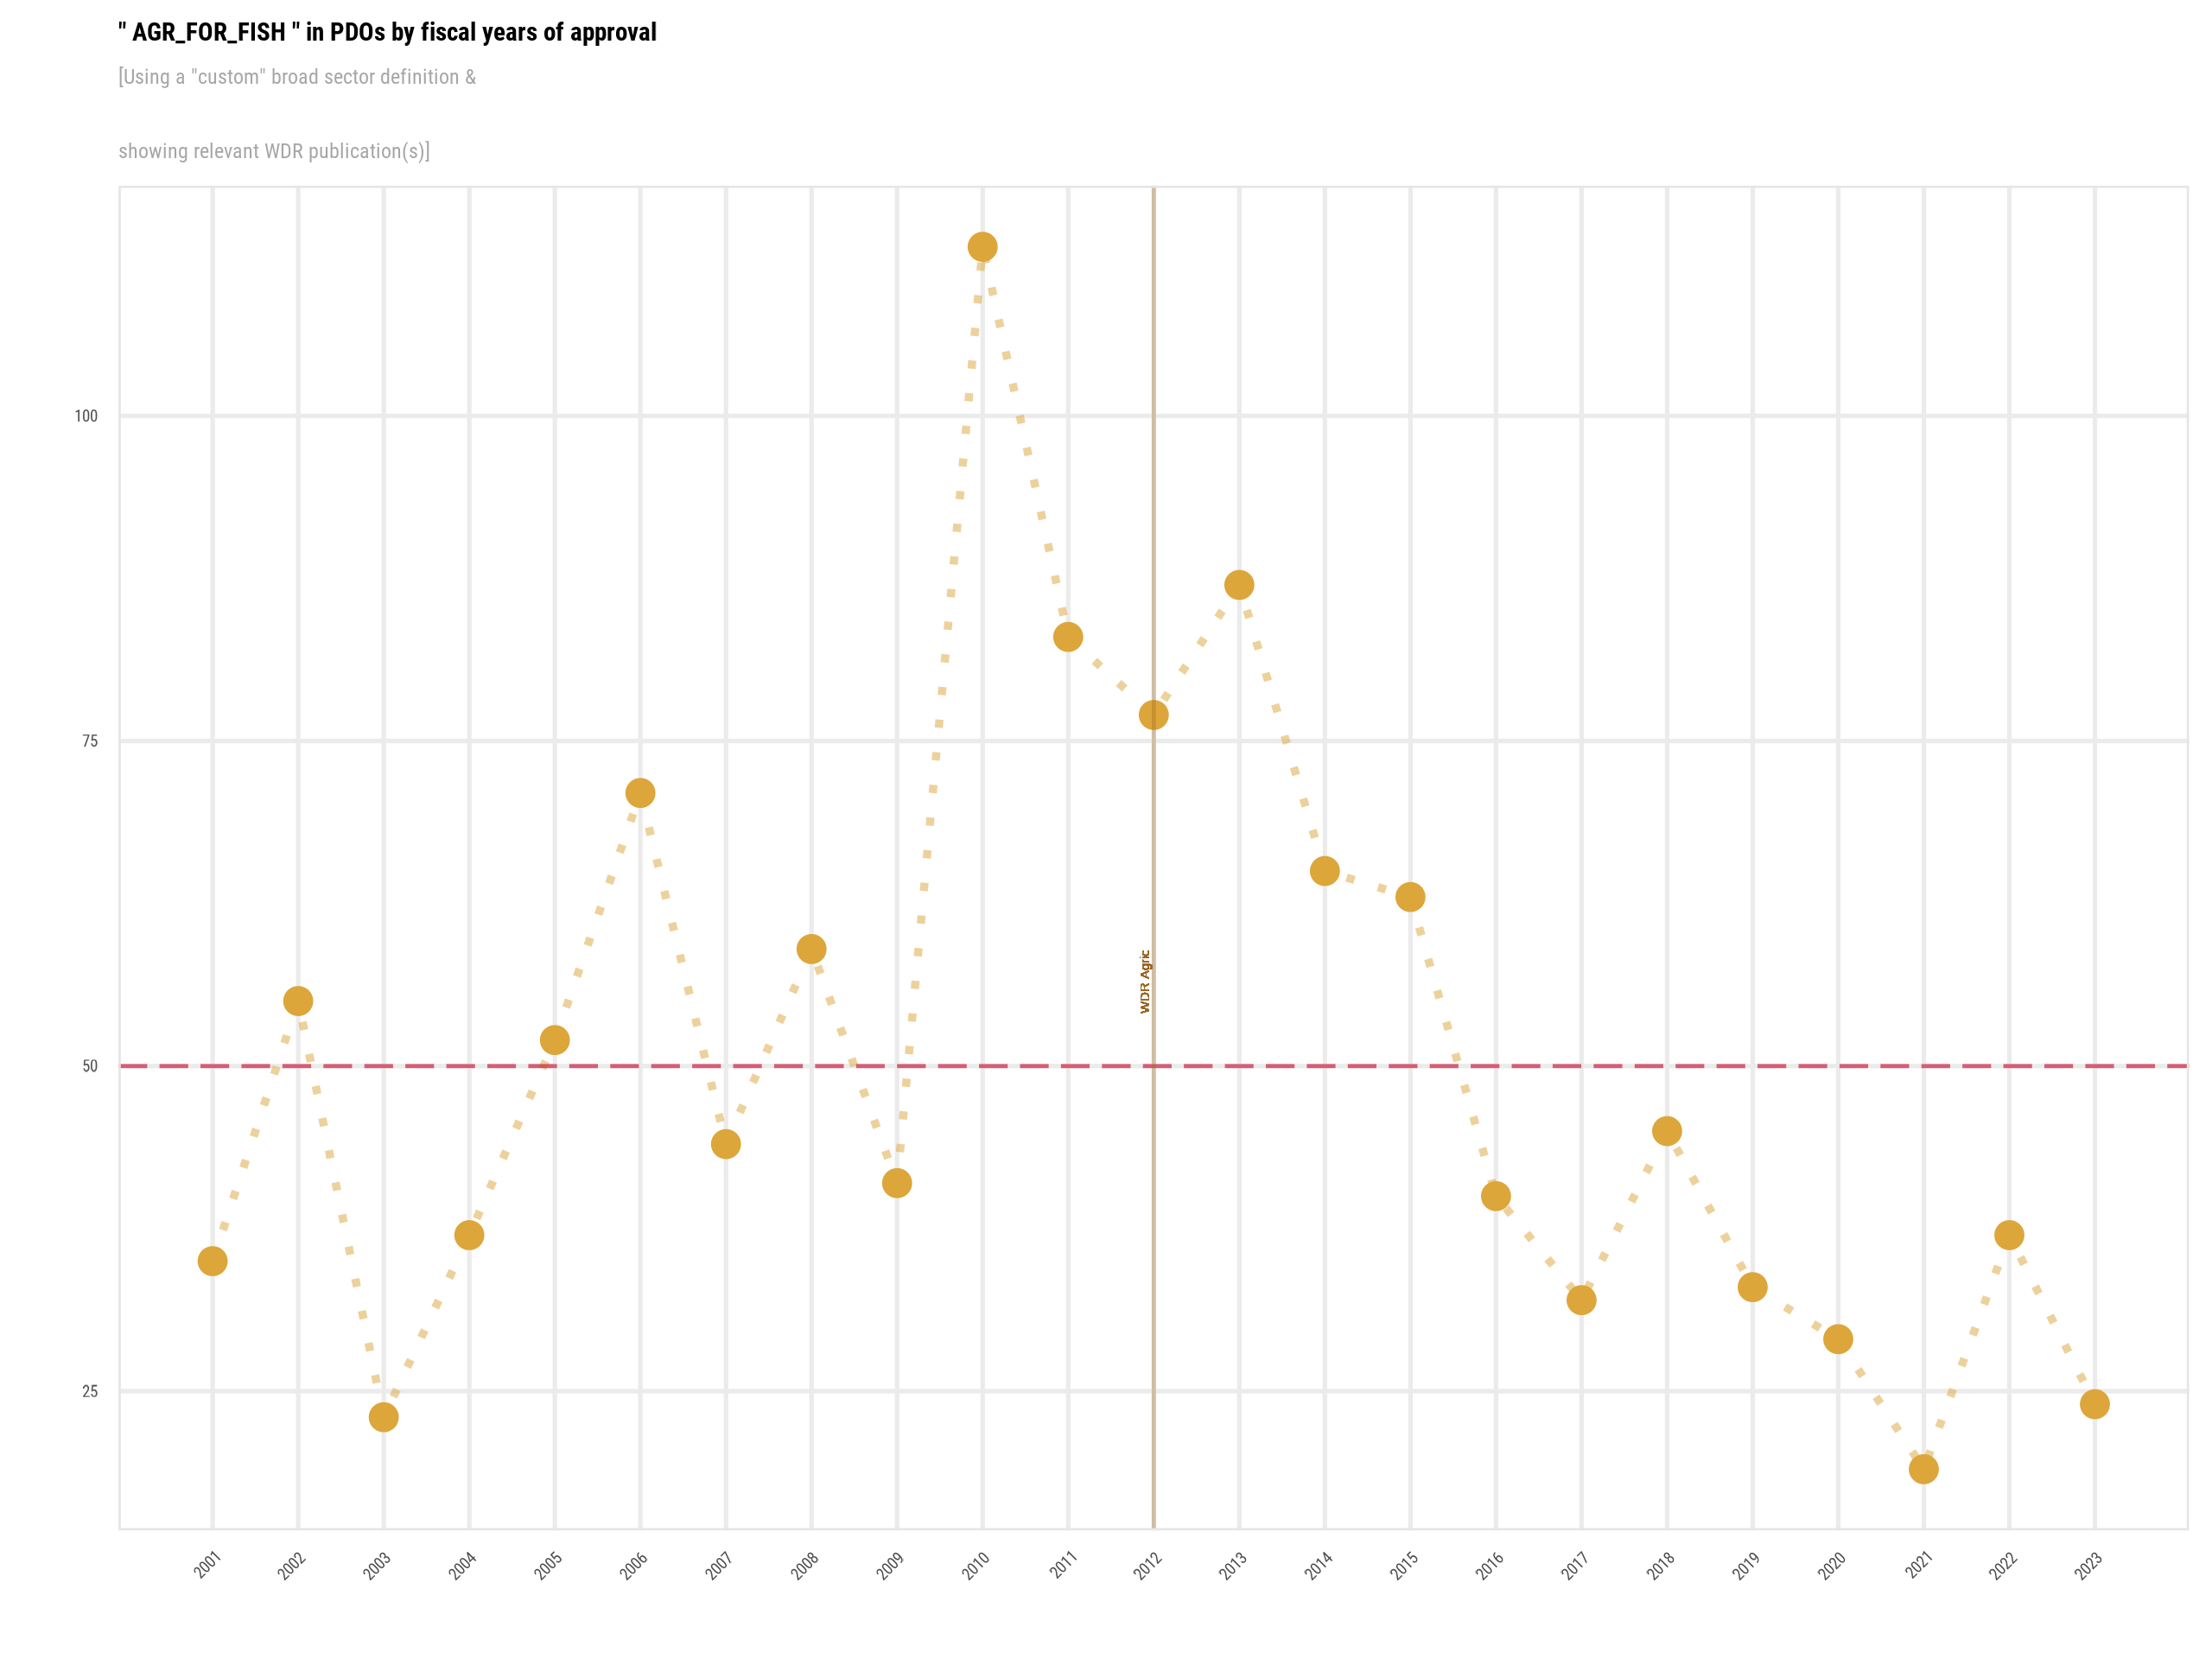 " AGR_FOR_FISH " in PDOs by fiscal years of approval
[Using a "custom" broad sector definition &
showing relevant WDR publication(s)]
100
75
50
25
WDR Agric
2001 2002 2003 2004 2005 2006 2007 2008 2009 2010 2011 2012 2013 2014 2015 2016 2017 2018 2019 2020 2021 2022 2023